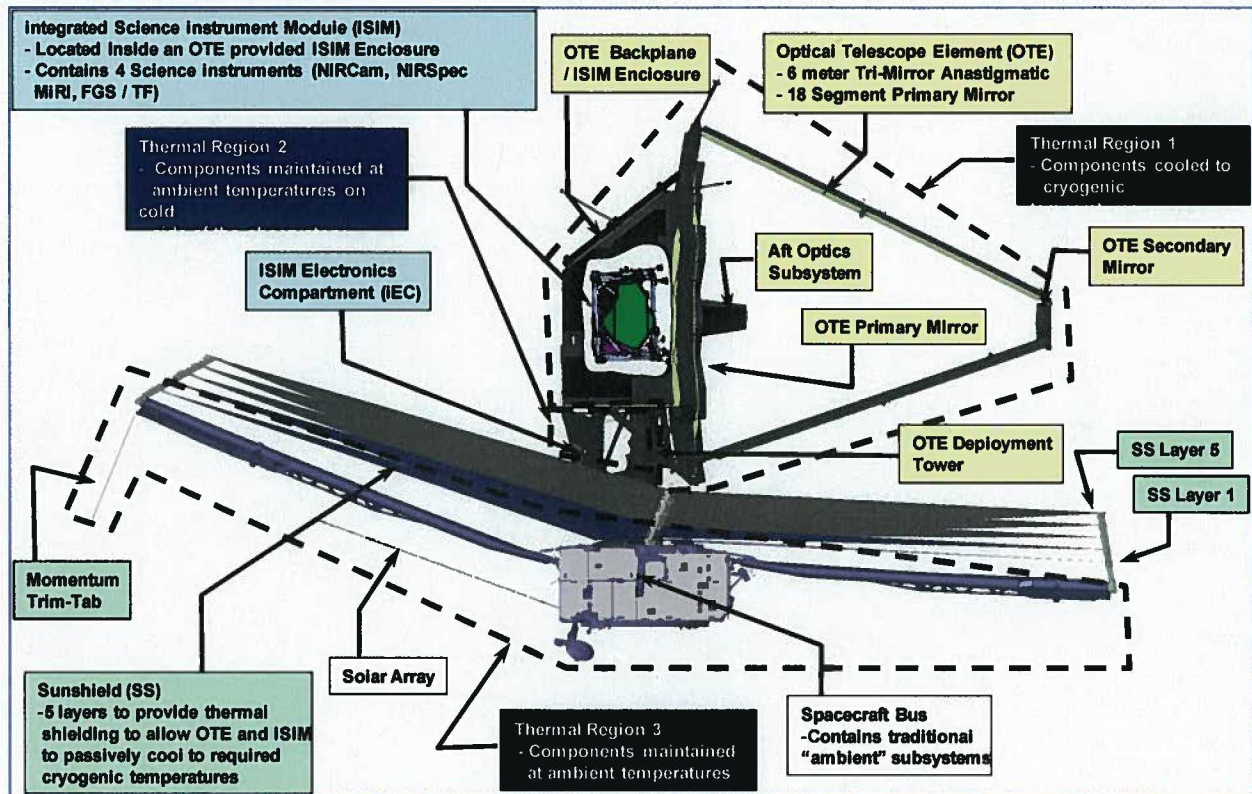 Integrated Science Instrument Module (ISIM)
- Located Inside an OTE provided ISIM Enclosure
- Contains 4 Science instruments (NIRCam, NIRSpec
MIRI, FGS / TF)
OTE Backplane
/ ISIM Enclosure
Optical Telescope Element (OTE)
- 6 meter Tri-Mirror Anastigmatic
- 18 Segment Primary Mirror
Thermal Region 2
- Components maintained at
ambient temperatures on
cold
Thermal Region 1
- Components cooled to
cryogenic
ISIM Electronics
Compartment (IEC)
Aft Optics
Subsystem
OTE Secondary
Mirror
OTE Primary Mirror
OTE Deployment
Tower
SS Layer 5
SS Layer 1
Momentum
Trim-Tab
Solar Array
Sunshield (SS)
-5 layers to provide thermal
shielding to allow OTE and ISIM
to passively cool to required
cryogenic temperatures
Thermal Region 3
- Components maintained
at ambient temperatures
Spacecraft Bus
-Contains traditional
"ambient" subsystems